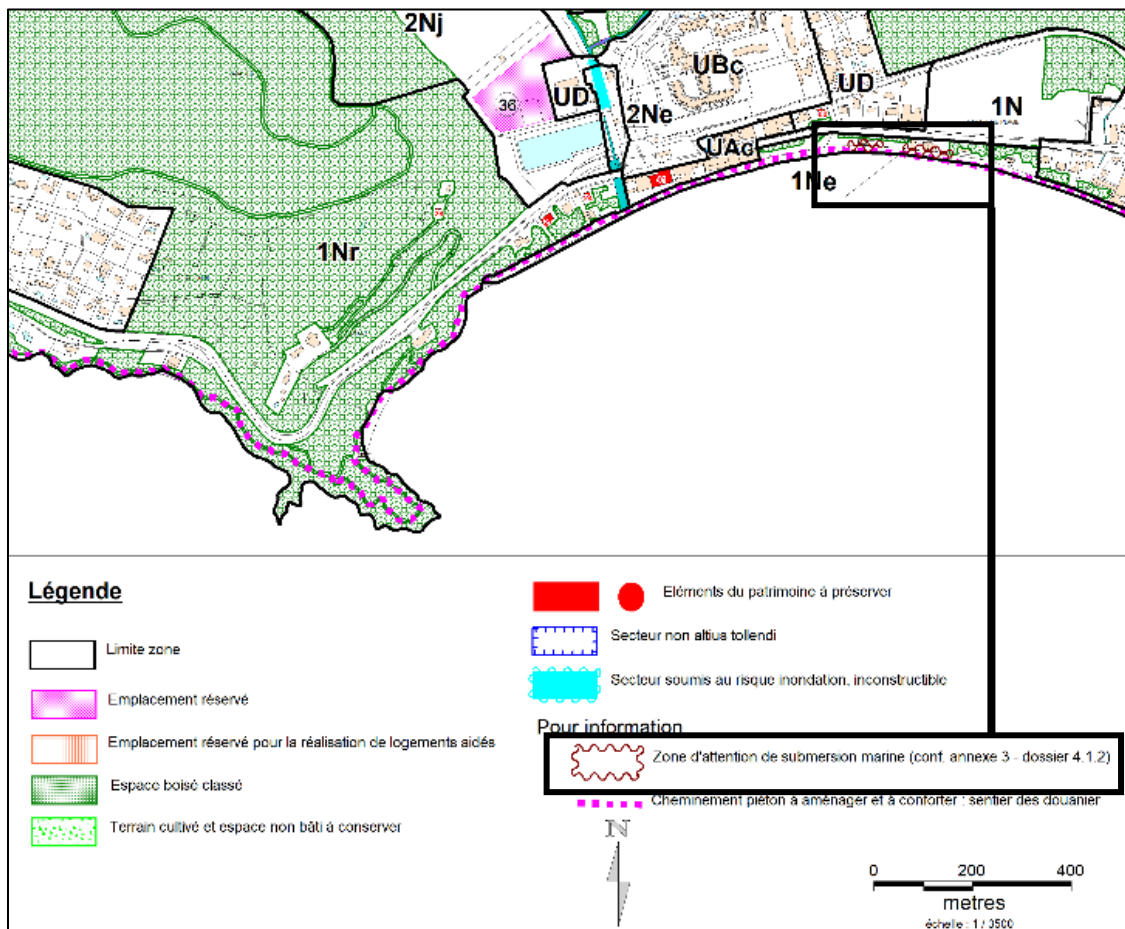 2Nj
UBc
UD
36
UD
2Ne
1N
UAc
1Ne
1Nr
Légende
Limite zone
Emplacement réservé
Emplacement réservé pour la réalisation de logements aidés
Espace boisé classé
Terrain cultivé et espace non bâti à conserver
Eléments du patrimoine à préserver
Secteur non altius tollendi
Secteur soumis au risque inondation, inconstructible
Pour information
Zone d'attention de submersion marine (conf. annexe 3 - dossier 4.1.2)
Cheminement piéton à aménager et à conforter : sentier des douanier
N
0 200 400
metres
échelle : 1 / 3500